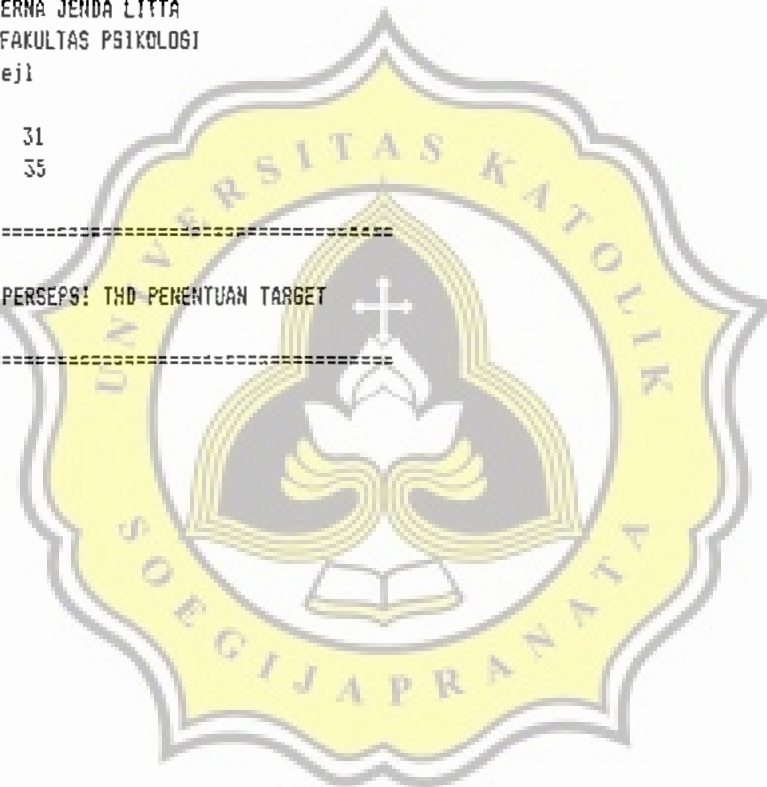 ERNA JENDA LITTA
FAKULTAS PSIKOLOGI
ejl
31
35
=======================================
PERSEPSI THD PENENTUAN TARGET
=======================================
UNIVERSITAS KATOLIK
SOEGIJAPRANATA